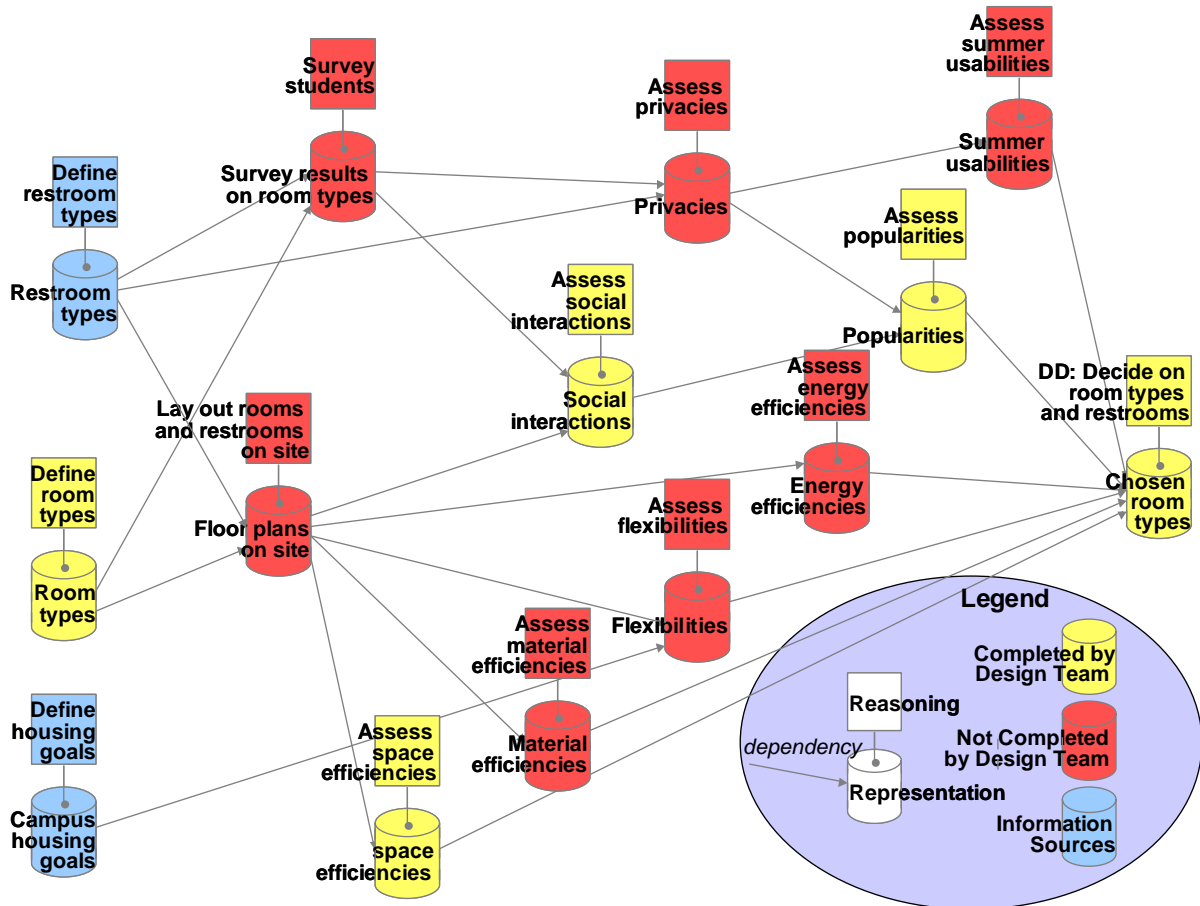 Assess
summer
usabilities
Survey
students
Assess
privacies
Summer
usabilities
Define
restroom
types
Survey results
on room types
Privacies
Assess
popularities
Restroom
types
Assess
social
interactions
Popularities
Assess
energy
efficiencies
DD: Decide on
room types
and restrooms
Lay out rooms
and restrooms
on site
Social
interactions
Define
room
types
Energy
efficiencies
Chosen
room
types
Floor plans
on site
Assess
flexibilities
Room
types
Flexibilities
Assess
material
efficiencies
Legend
Completed by
Design Team
Define
housing
goals
Assess
space
efficiencies
Material
efficiencies
Reasoning
dependency
Not Completed
by Design Team
Representation
Campus
housing
goals
space
efficiencies
Information
Sources